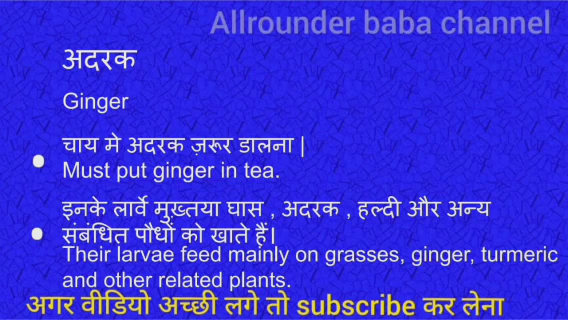 Allrounder baba channel
अदरक
Ginger
चाय मे अदरक ज़रूर डालना |
Must put ginger in tea.
इनके लार्वे मुख़्तया घास , अदरक , हल्दी और अन्य
संबंधित पौधों को खाते हैं।
Their larvae feed mainly on grasses, ginger, turmeric
and other related plants.
अगर वीडियो अच्छी लगे तो subscribe कर लेना